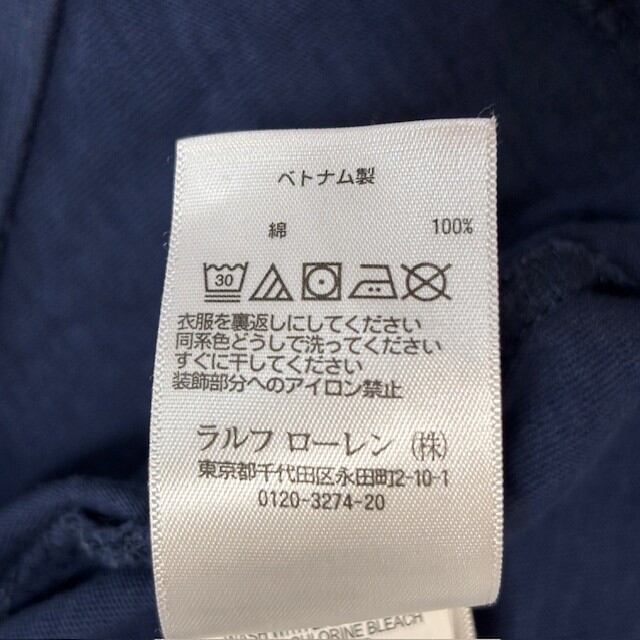 ベトナム製
綿 100%
30
衣服を裏返しにしてください
同系色どうしで洗ってください
すぐに干してください
装飾部分へのアイロン禁止
ラルフ ローレン (株)
東京都千代田区永田町2-10-1
0120-3274-20
CHLORINE BLEACH